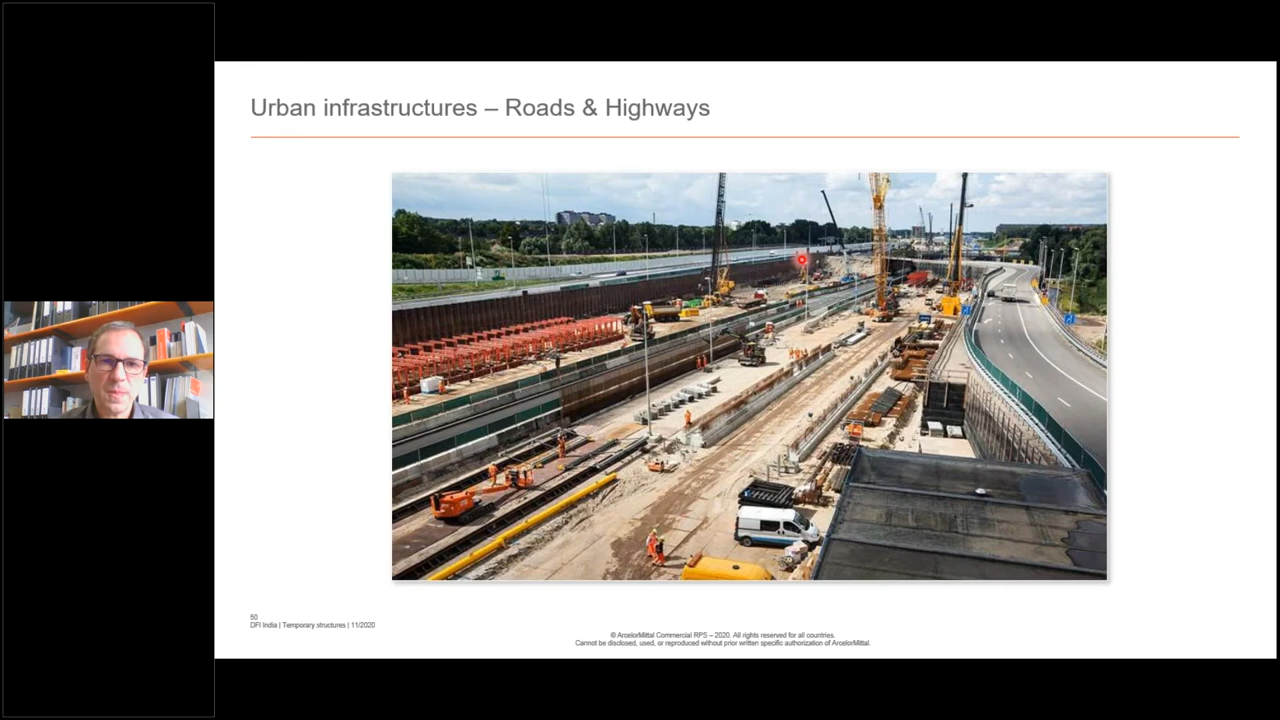 Urban infrastructures – Roads & Highways
50
DFI India | Temporary structures | 11/2020
© ArcelorMittal Commercial RPS – 2020. All rights reserved for all countries.
Cannot be disclosed, used, or reproduced without prior written specific authorization of ArcelorMittal.